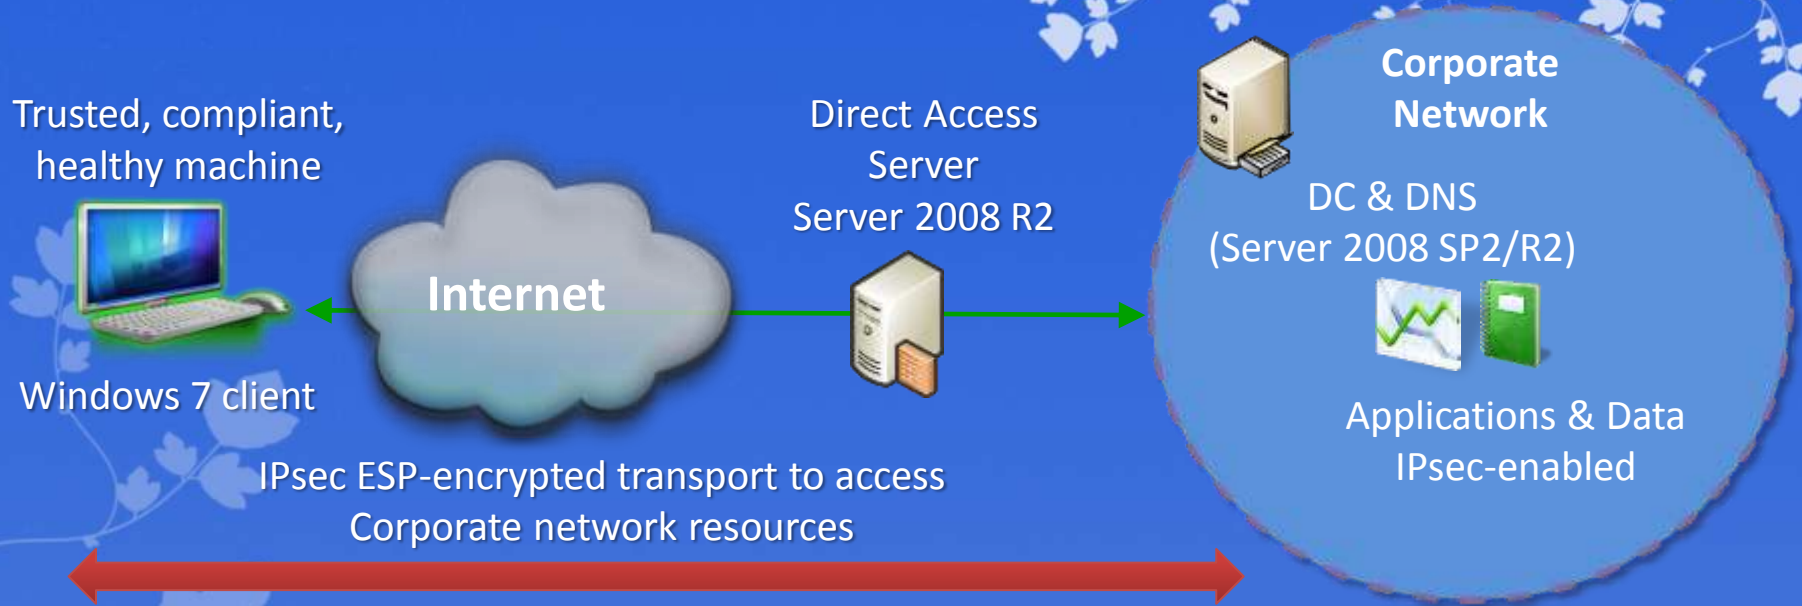 Trusted, compliant,
healthy machine
Windows 7 client
Internet
Direct Access
Server
Server 2008 R2
Corporate
Network
DC & DNS
(Server 2008 SP2/R2)
Applications & Data
IPsec-enabled
IPsec ESP-encrypted transport to access
Corporate network resources